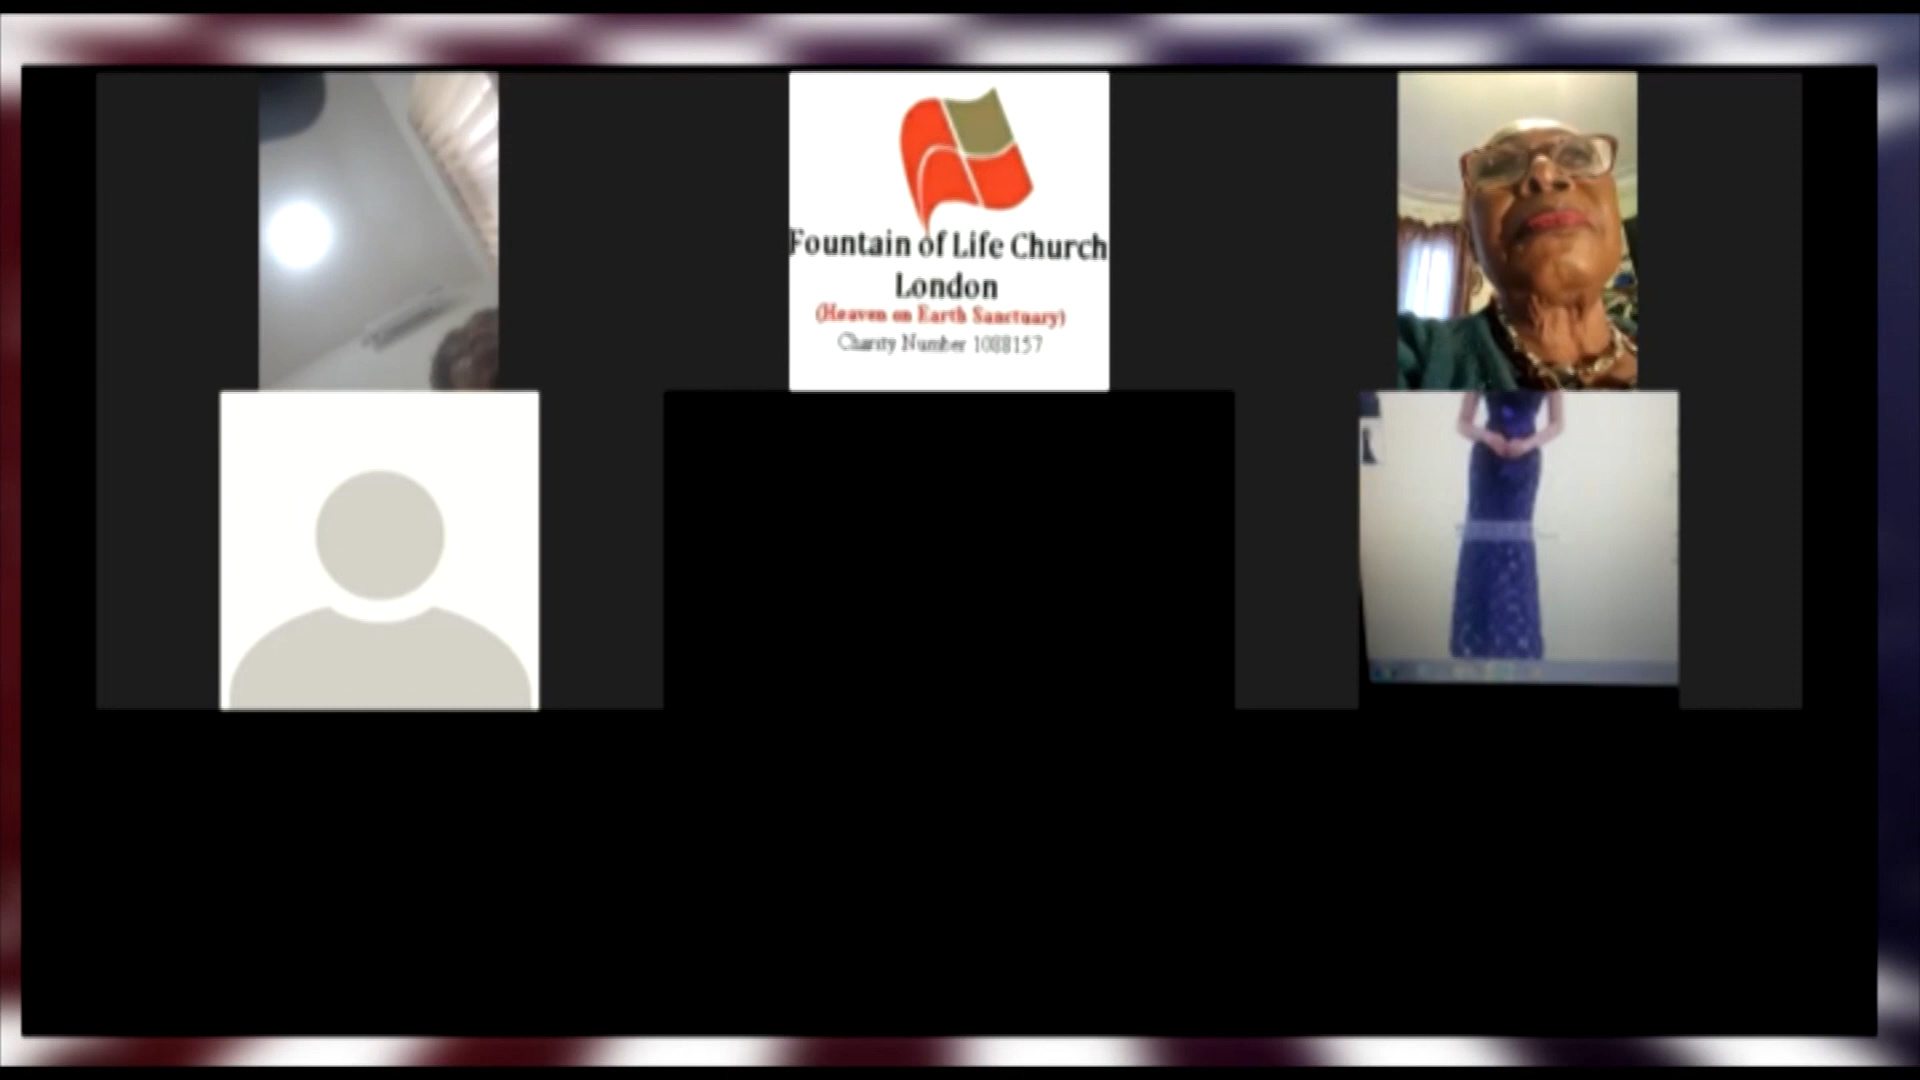 Fountain of Life Church
London
(Heaven on Earth Sanctuary)
Charity Number 1088157